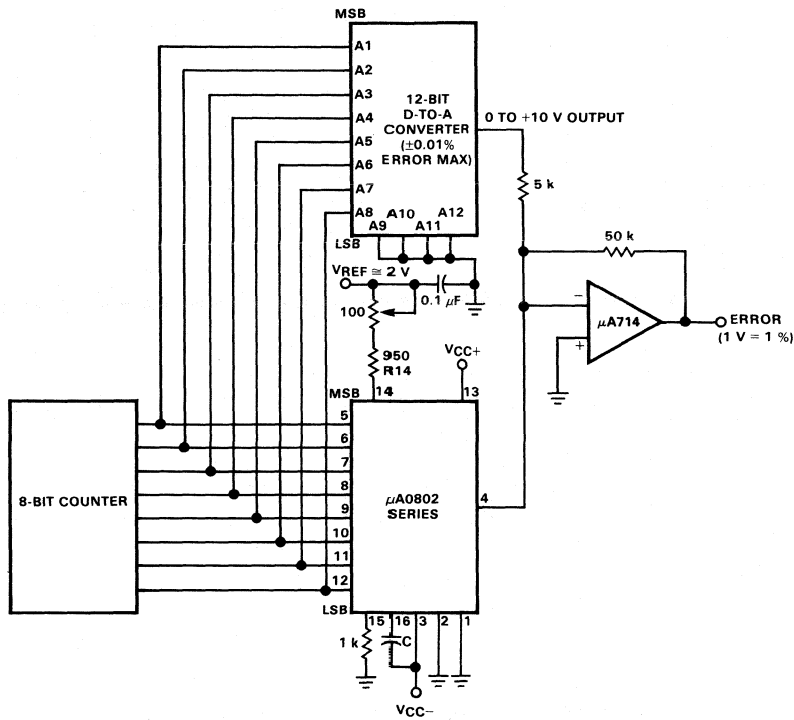 MSB
A1
A2
A3
A4
A5
A6
A7
A8
12-BIT
D-TO-A
CONVERTER
(±0.01%
ERROR MAX)
A9
A10
A11
A12
LSB
0 TO +10 V OUTPUT
5 k
50 k
VREF ≅ 2 V
0.1 μF
100
950
R14
VCC+
μA714
−
+
ERROR
(1 V = 1 %)
MSB
14
13
8-BIT COUNTER
5
6
7
8
9
10
11
12
μA0802
SERIES
4
LSB
15
16
3
2
1
1 k
C
VCC−